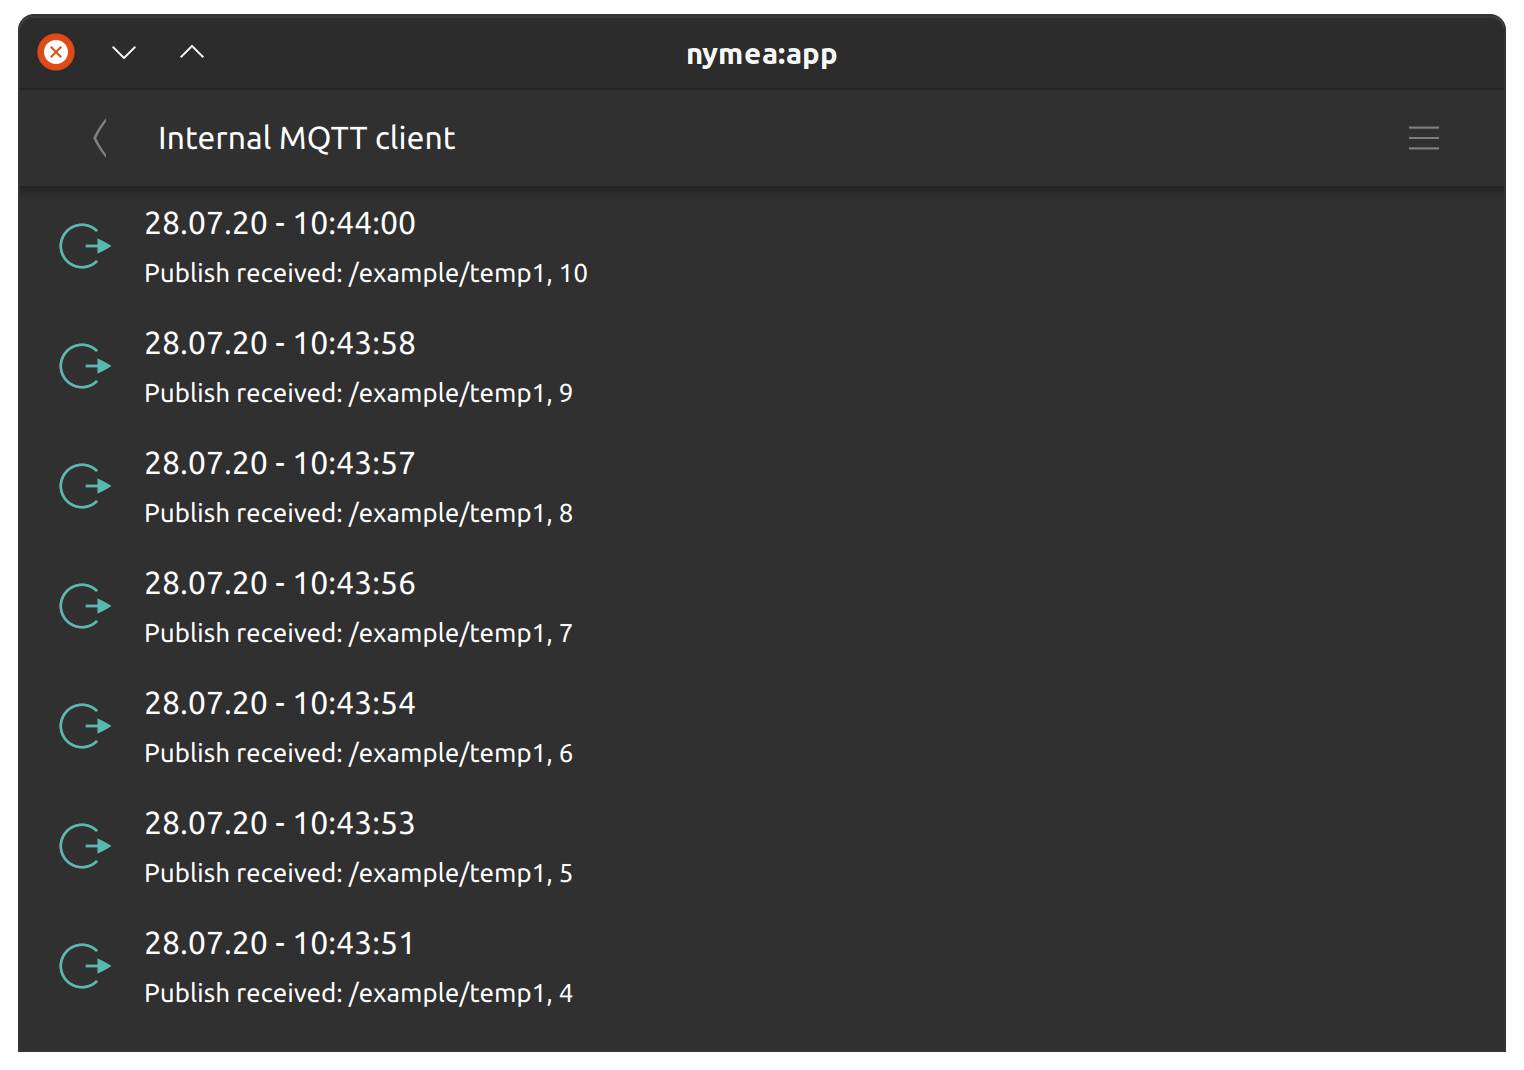 nymea:app
Internal MQTT client
28.07.20 - 10:44:00
Publish received: /example/temp1, 10
28.07.20 - 10:43:58
Publish received: /example/temp1, 9
28.07.20 - 10:43:57
Publish received: /example/temp1, 8
28.07.20 - 10:43:56
Publish received: /example/temp1, 7
28.07.20 - 10:43:54
Publish received: /example/temp1, 6
28.07.20 - 10:43:53
Publish received: /example/temp1, 5
28.07.20 - 10:43:51
Publish received: /example/temp1, 4